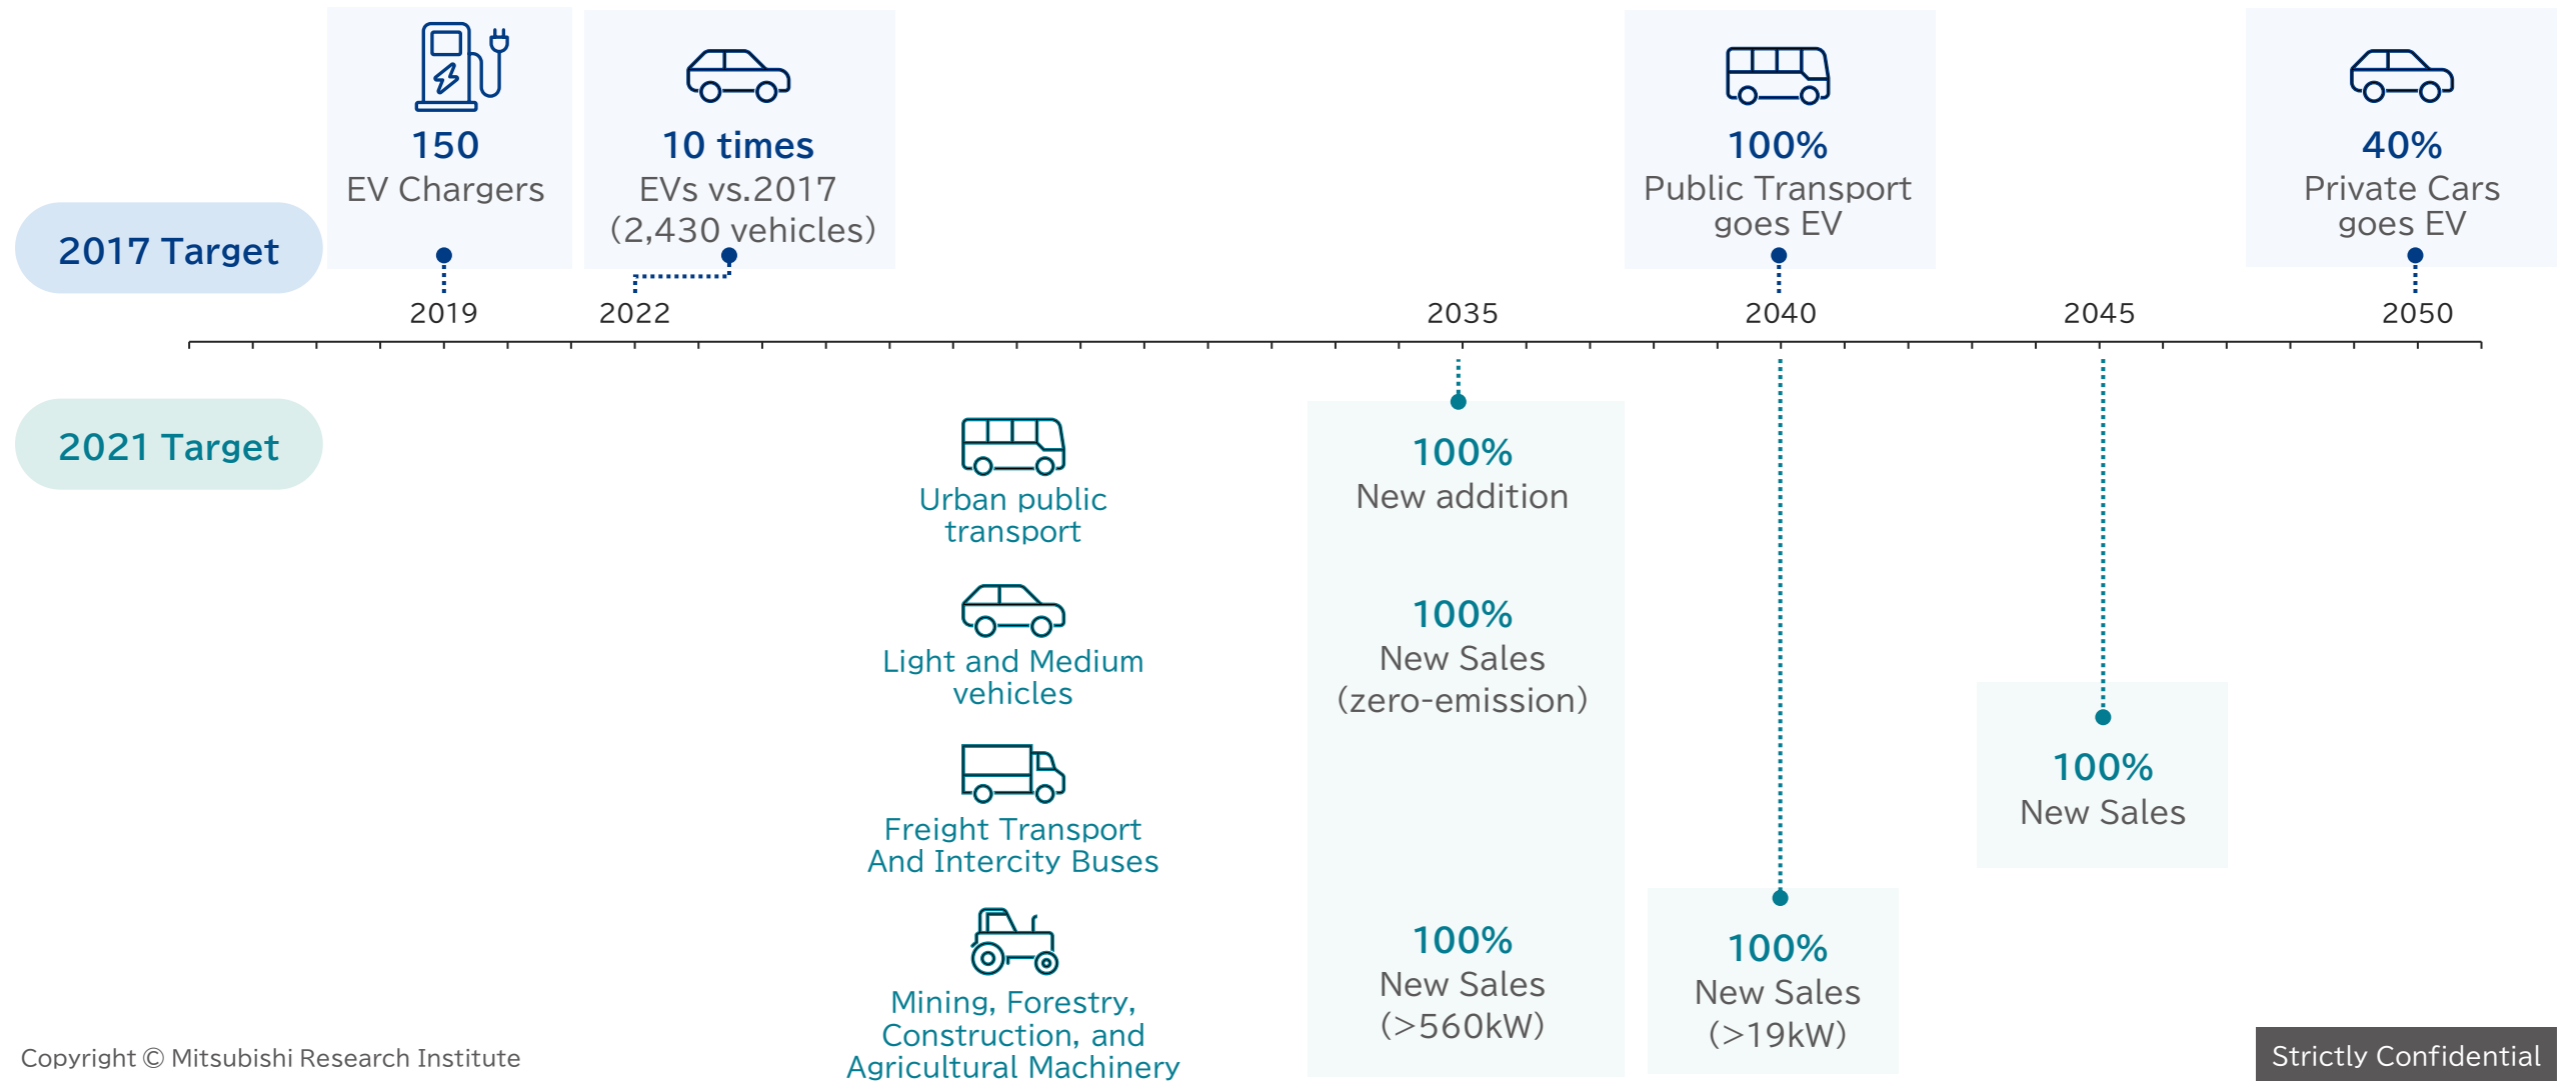 150
EV Chargers
10 times
EVs vs.2017
(2,430 vehicles)
100%
Public Transport
goes EV
40%
Private Cars
goes EV
2017 Target
2019
2022
2035
2040
2045
2050
2021 Target
Urban public
transport
100%
New addition
Light and Medium
vehicles
100%
New Sales
(zero-emission)
Freight Transport
And Intercity Buses
100%
New Sales
Mining, Forestry,
Construction, and
Agricultural Machinery
100%
New Sales
(>560kW)
100%
New Sales
(>19kW)
Copyright © Mitsubishi Research Institute
Strictly Confidential